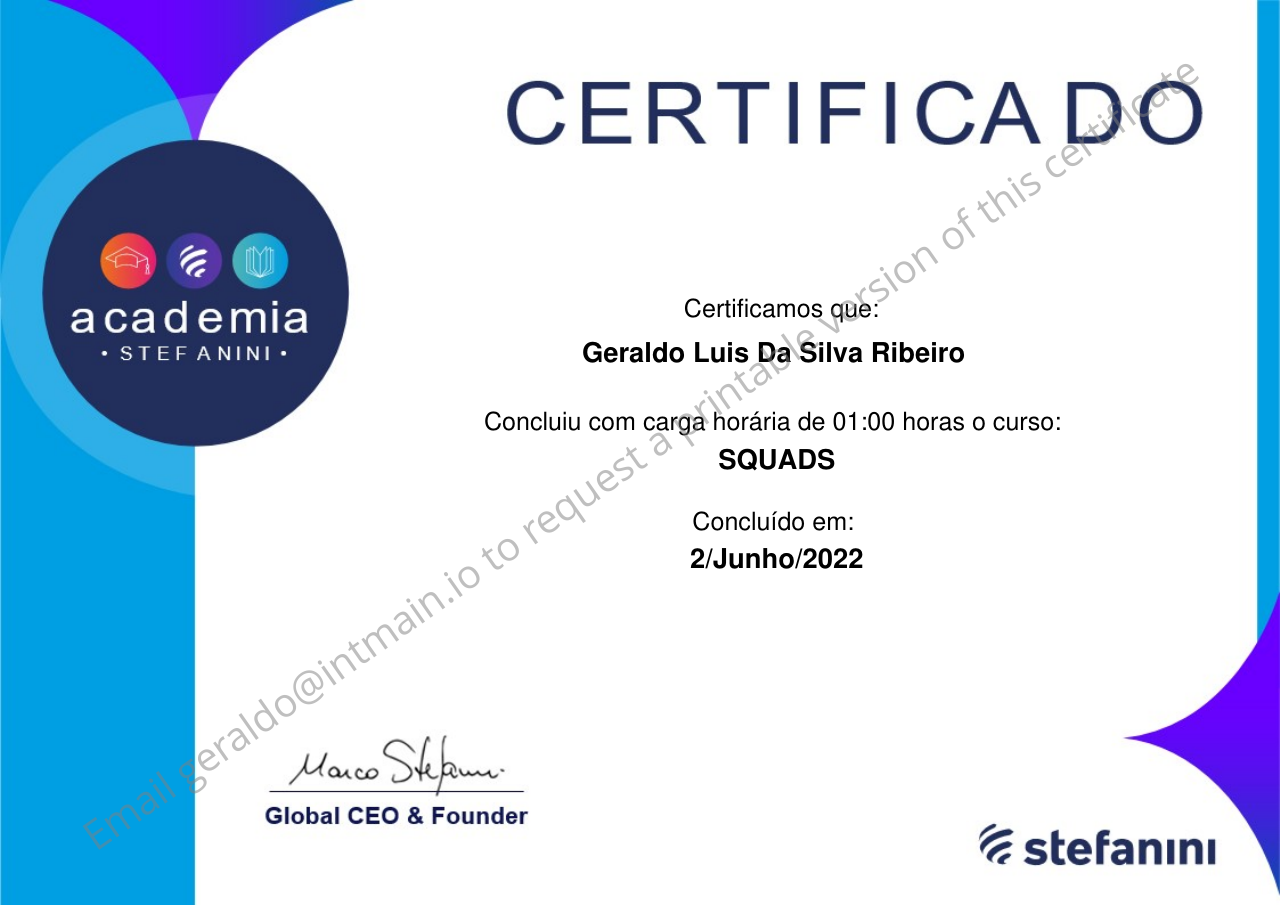 CERTIFICADO
academia
• STEFANINI •
Certificamos que:
Geraldo Luis Da Silva Ribeiro
Concluiu com carga horária de 01:00 horas o curso:
SQUADS
Concluído em:
2/Junho/2022
Email geraldo@intmain.io to request a printable version of this certificate
Marco Stefanini
Global CEO & Founder
stefanini